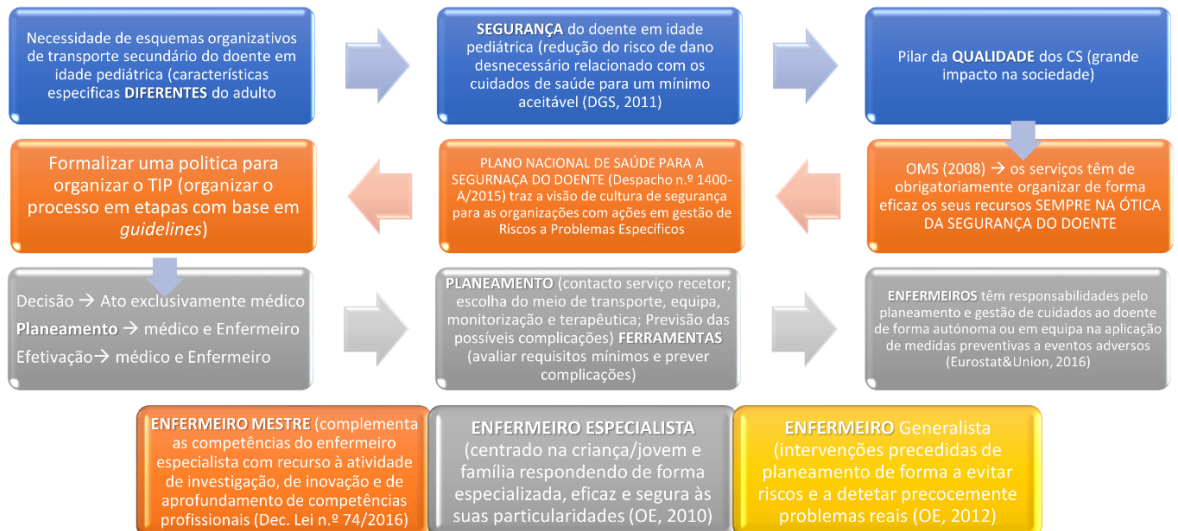 Necessidade de esquemas organizativos
de transporte secundário do doente em
idade pediátrica (características
especificas DIFERENTES do adulto
SEGURANÇA do doente em idade
pediátrica (redução do risco de dano
desnecessário relacionado com os
cuidados de saúde para um mínimo
aceitável (DGS, 2011)
Pilar da QUALIDADE dos CS (grande
impacto na sociedade)
OMS (2008) → os serviços têm de
obrigatoriamente organizar de forma
eficaz os seus recursos SEMPRE NA ÓTICA
DA SEGURANÇA DO DOENTE
PLANO NACIONAL DE SAÚDE PARA A
SEGURNAÇA DO DOENTE (Despacho n.º 1400-
A/2015) traz a visão de cultura de segurança
para as organizações com ações em gestão de
Riscos a Problemas Específicos
Formalizar uma politica para
organizar o TIP (organizar o
processo em etapas com base em
guidelines)
Decisão → Ato exclusivamente médico
Planeamento → médico e Enfermeiro
Efetivação→ médico e Enfermeiro
PLANEAMENTO (contacto serviço recetor;
escolha do meio de transporte, equipa,
monitorização e terapêutica; Previsão das
possíveis complicações) FERRAMENTAS
(avaliar requisitos mínimos e prever
complicações)
ENFERMEIROS têm responsabilidades pelo
planeamento e gestão de cuidados ao doente
de forma autónoma ou em equipa na aplicação
de medidas preventivas a eventos adversos
(Eurostat&Union, 2016)
ENFERMEIRO MESTRE (complementa
as competências do enfermeiro
especialista com recurso à atividade
de investigação, de inovação e de
aprofundamento de competências
profissionais (Dec. Lei n.º 74/2016)
ENFERMEIRO ESPECIALISTA
(centrado na criança/jovem e
família respondendo de forma
especializada, eficaz e segura às
suas particularidades (OE, 2010)
ENFERMEIRO Generalista
(intervenções precedidas de
planeamento de forma a evitar
riscos e a detetar precocemente
problemas reais (OE, 2012)